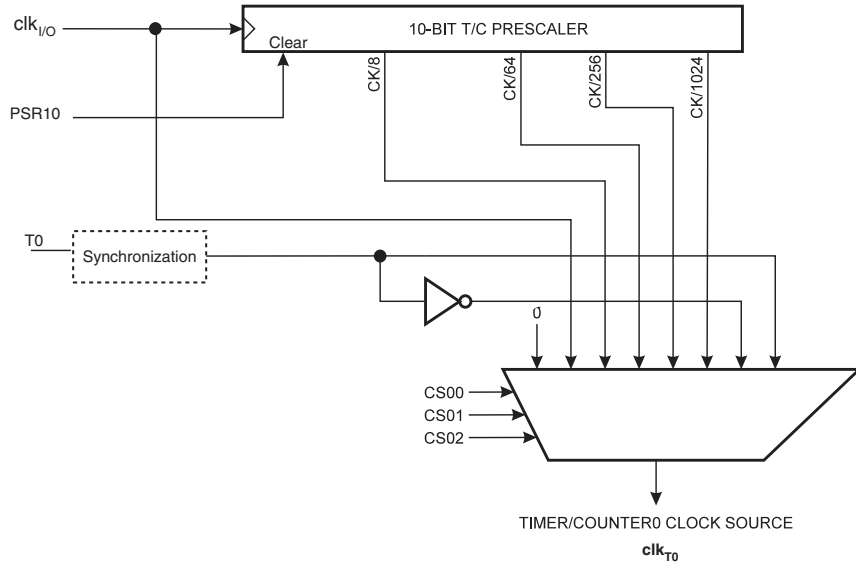 clkI/O
10-BIT T/C PRESCALER
Clear
CK/8
CK/64
CK/256
CK/1024
PSR10
T0
Synchronization
0
CS00
CS01
CS02
TIMER/COUNTER0 CLOCK SOURCE
clkT0